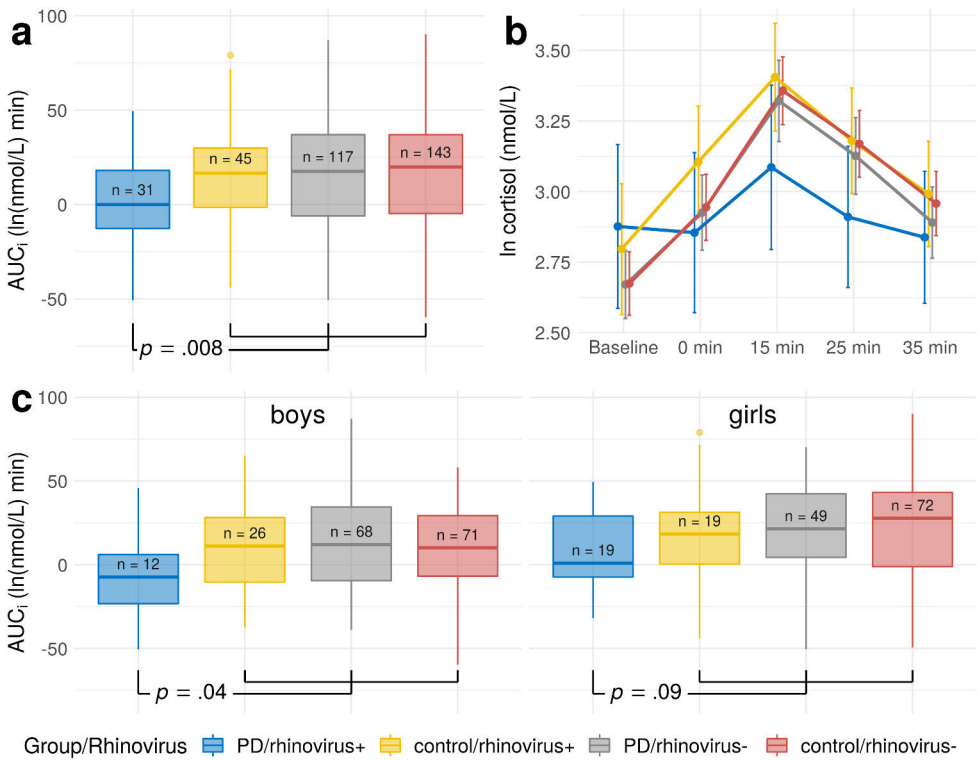 a
AUCi (ln(nmol/L) min)
100
50
0
-50
n = 31
n = 45
n = 117
n = 143
p = .008
b
ln cortisol (nmol/L)
3.50
3.25
3.00
2.75
2.50
Baseline 0 min 15 min 25 min 35 min
c
AUCi (ln(nmol/L) min)
100
50
0
-50
boys
n = 12
n = 26
n = 68
n = 71
p = .04
girls
n = 19
n = 19
n = 49
n = 72
p = .09
Group/Rhinovirus PD/rhinovirus+ control/rhinovirus+ PD/rhinovirus- control/rhinovirus-